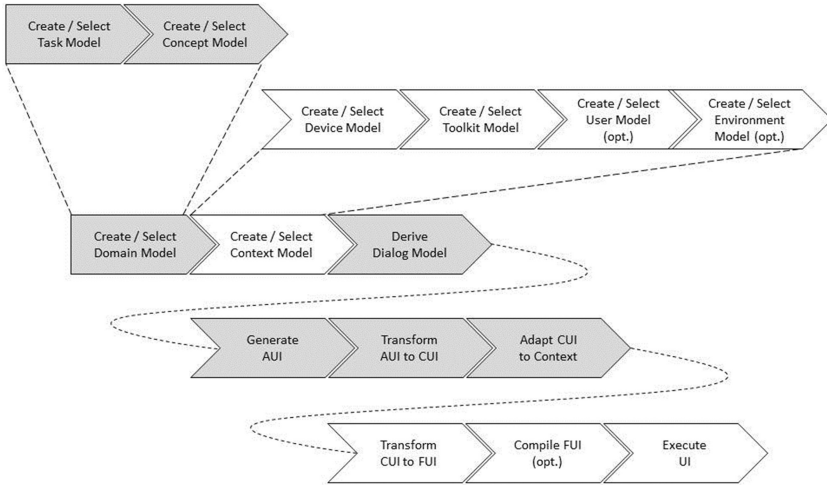 Create / Select
Task Model
Create / Select
Concept Model
Create / Select
Device Model
Create / Select
Toolkit Model
Create / Select
User Model
(opt.)
Create / Select
Environment
Model (opt.)
Create / Select
Domain Model
Create / Select
Context Model
Derive
Dialog Model
Generate
AUI
Transform
AUI to CUI
Adapt CUI
to Context
Transform
CUI to FUI
Compile FUI
(opt.)
Execute
UI